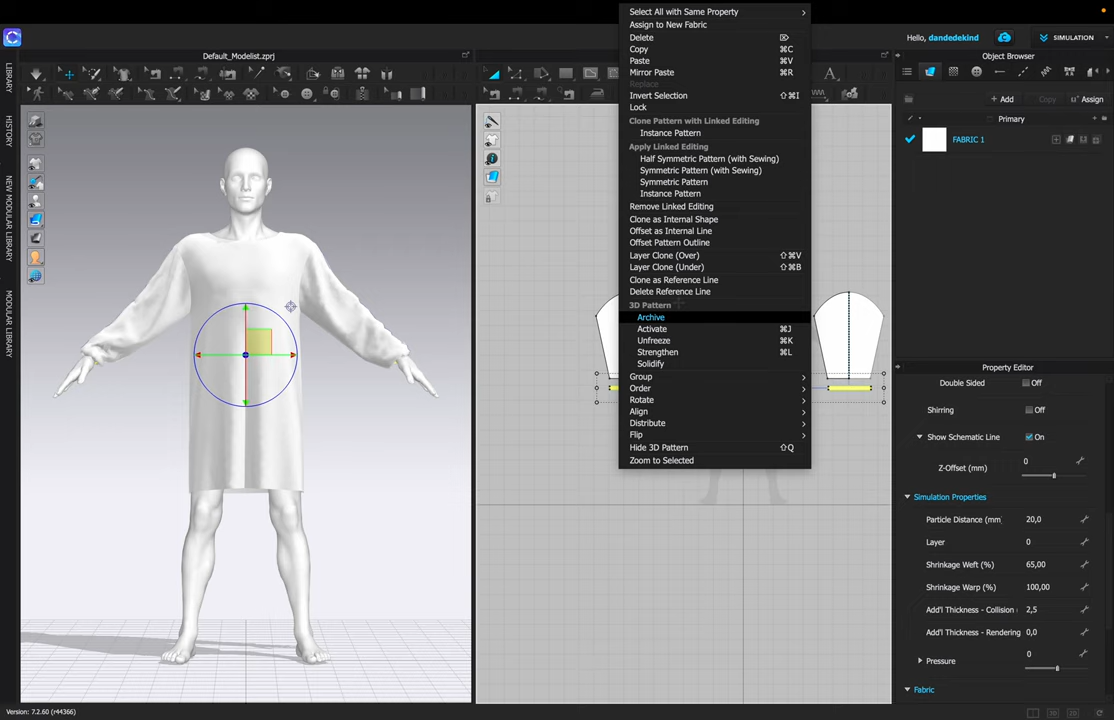 Select All with Same Property
Assign to New Fabric
Delete
Copy ⌘C
Paste ⌘V
Mirror Paste ⌘R
Replace
Invert Selection ⇧⌘I
Lock
Clone Pattern with Linked Editing
Instance Pattern
Apply Linked Editing
Half Symmetric Pattern (with Sewing)
Symmetric Pattern (with Sewing)
Symmetric Pattern
Instance Pattern
Remove Linked Editing
Clone as Internal Shape
Offset as Internal Line
Offset Pattern Outline
Layer Clone (Over) ⇧⌘V
Layer Clone (Under) ⇧⌘B
Clone as Reference Line
Delete Reference Line
3D Pattern
Archive
Activate ⌘J
Unfreeze ⌘K
Strengthen ⌘L
Solidify
Group
Order
Rotate
Align
Distribute
Flip
Hide 3D Pattern ⇧Q
Zoom to Selected
Default_Modelist.zprj
LIBRARY
HISTORY
NEW MODULAR LIBRARY
MODULAR LIBRARY
Hello, dandedekind
SIMULATION
Object Browser
+ Add
Copy
Assign
Primary
FABRIC 1
Property Editor
Double Sided Off
Shirring Off
Show Schematic Line On
Z-Offset (mm) 0
Simulation Properties
Particle Distance (mm) 20,0
Layer 0
Shrinkage Weft (%) 65,00
Shrinkage Warp (%) 100,00
Add'l Thickness - Collision 2,5
Add'l Thickness - Rendering 0,0
Pressure 0
Fabric
Version: 7.2.60 (r44366)
3D
2D